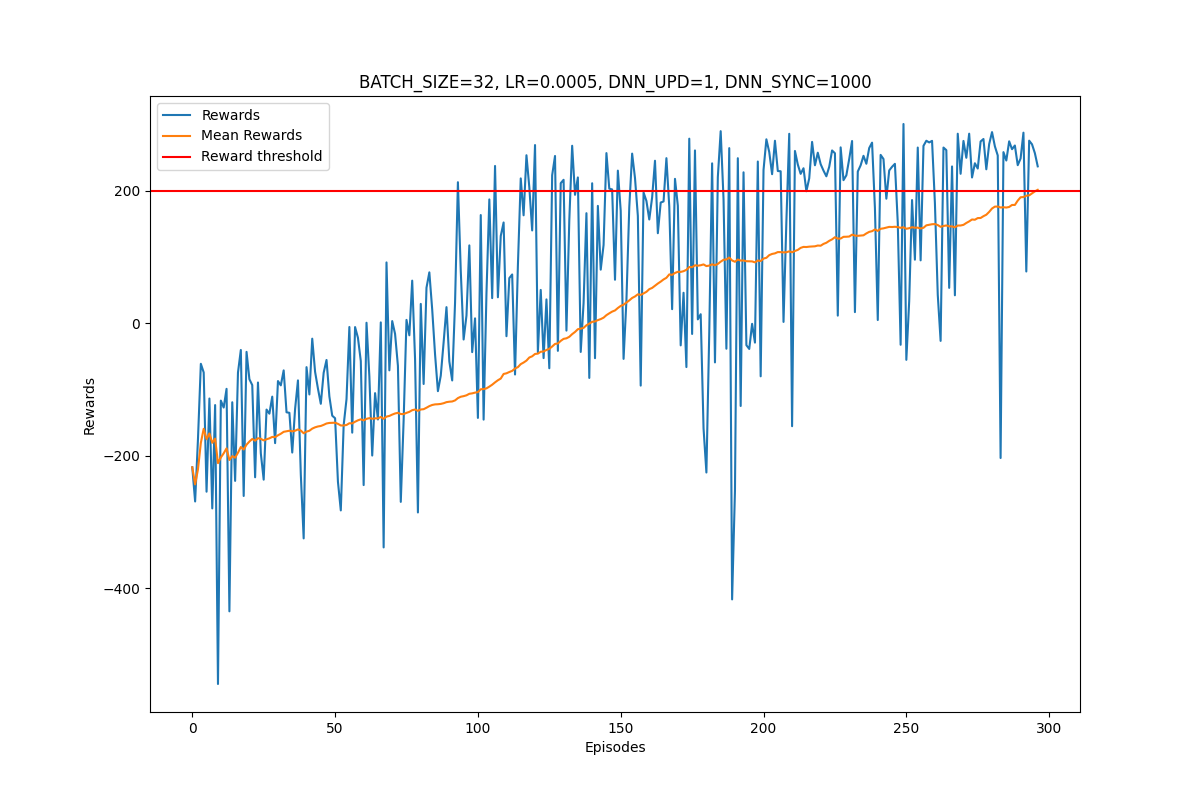 BATCH_SIZE=32, LR=0.0005, DNN_UPD=1, DNN_SYNC=1000
Rewards
Mean Rewards
Reward threshold
200
0
−200
−400
Rewards
0 50 100 150 200 250 300
Episodes